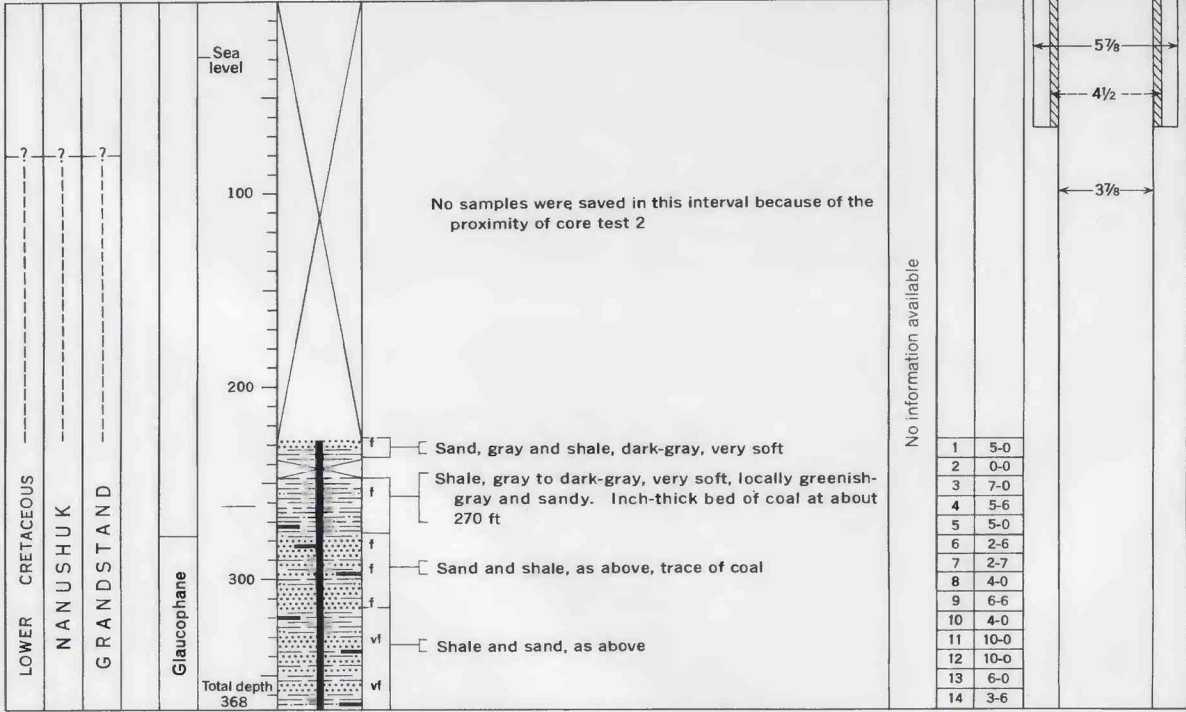 LOWER CRETACEOUS
NANUSHUK
GRANDSTAND
?
?
?
Glaucophane
Sea
level
100
200
300
Total depth
368
No samples were saved in this interval because of the
proximity of core test 2
f
Sand, gray and shale, dark-gray, very soft
f
Shale, gray to dark-gray, very soft, locally greenish-
gray and sandy. Inch-thick bed of coal at about
270 ft
f
f
Sand and shale, as above, trace of coal
f
vf
Shale and sand, as above
vf
No information available
1 5-0
2 0-0
3 7-0
4 5-6
5 5-0
6 2-6
7 2-7
8 4-0
9 6-6
10 4-0
11 10-0
12 10-0
13 6-0
14 3-6
5⅞
4½
3⅞